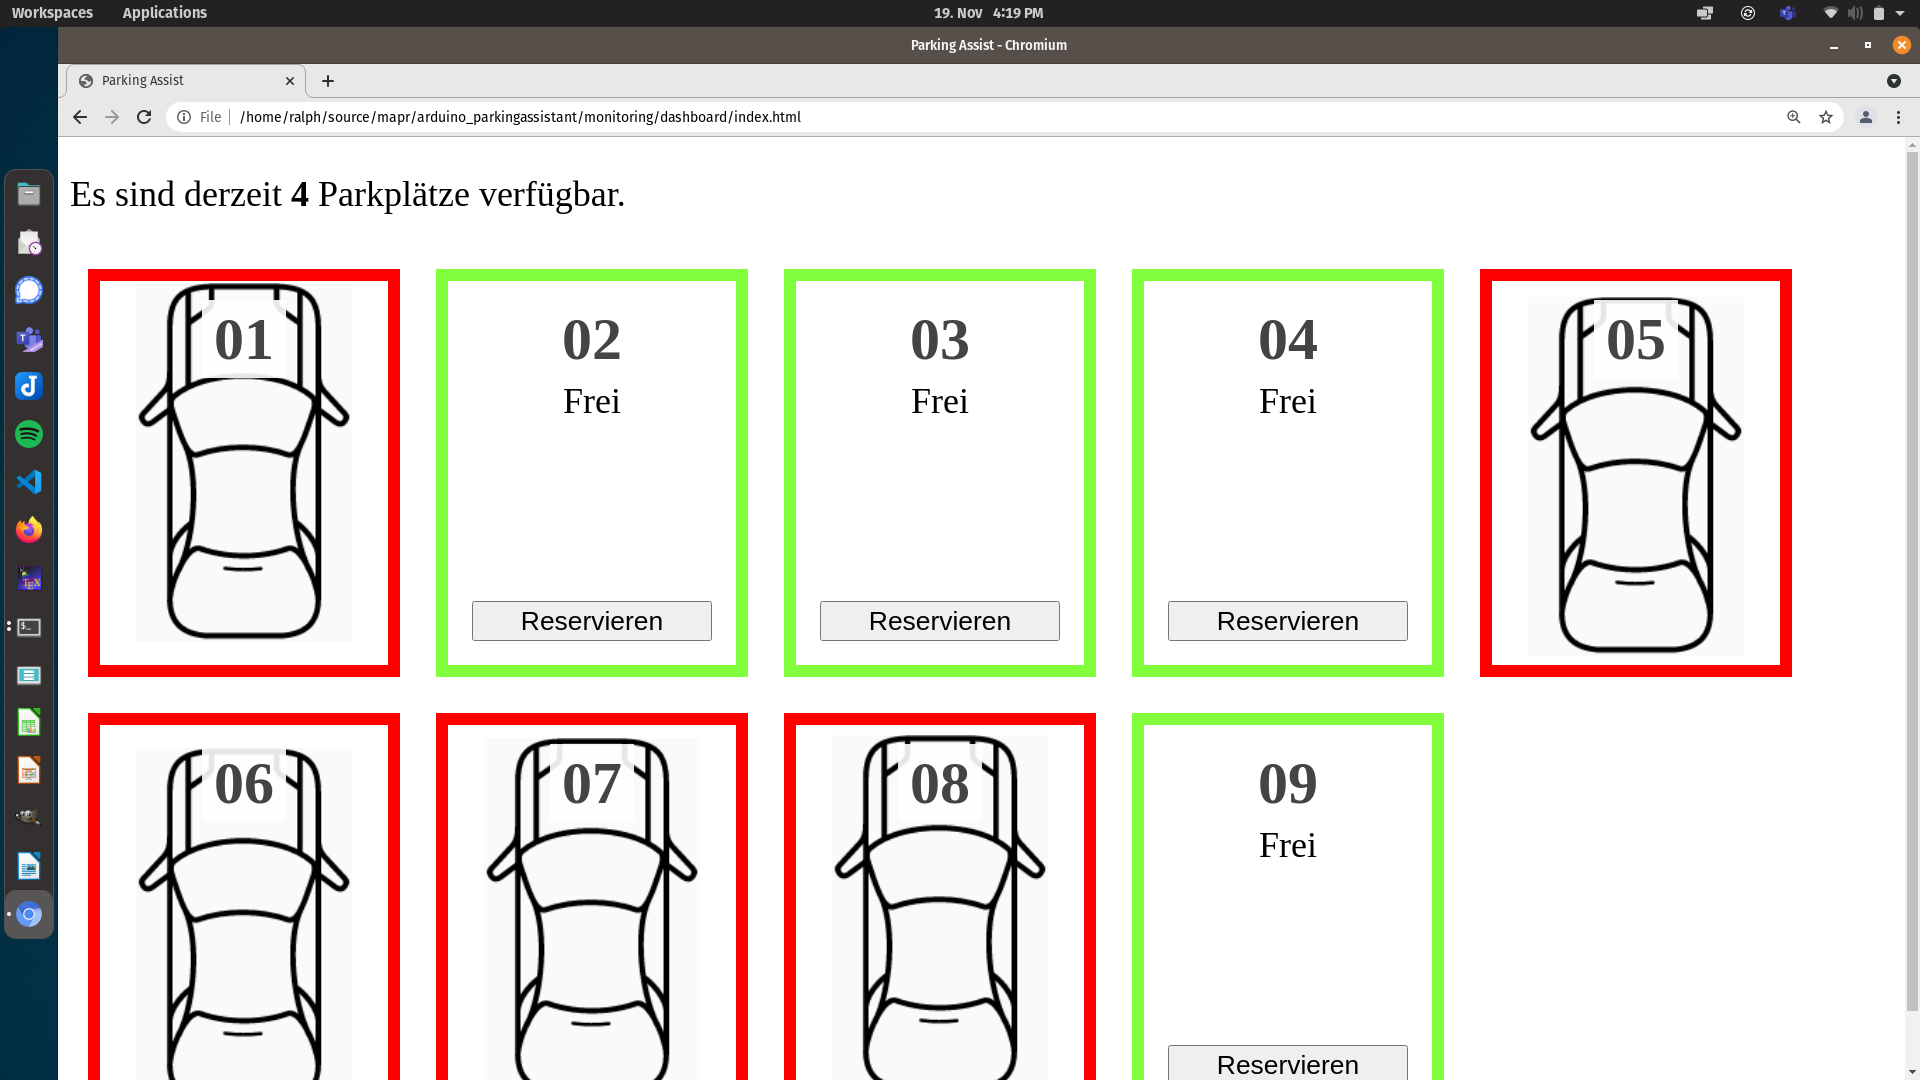 Workspaces Applications 19. Nov 4:19 PM
Parking Assist - Chromium
Parking Assist
File /home/ralph/source/mapr/arduino_parkingassistant/monitoring/dashboard/index.html
Es sind derzeit 4 Parkplätze verfügbar.
01 02 03 04 05
Frei Frei Frei
Reservieren Reservieren Reservieren
06 07 08 09
Frei
Reservieren